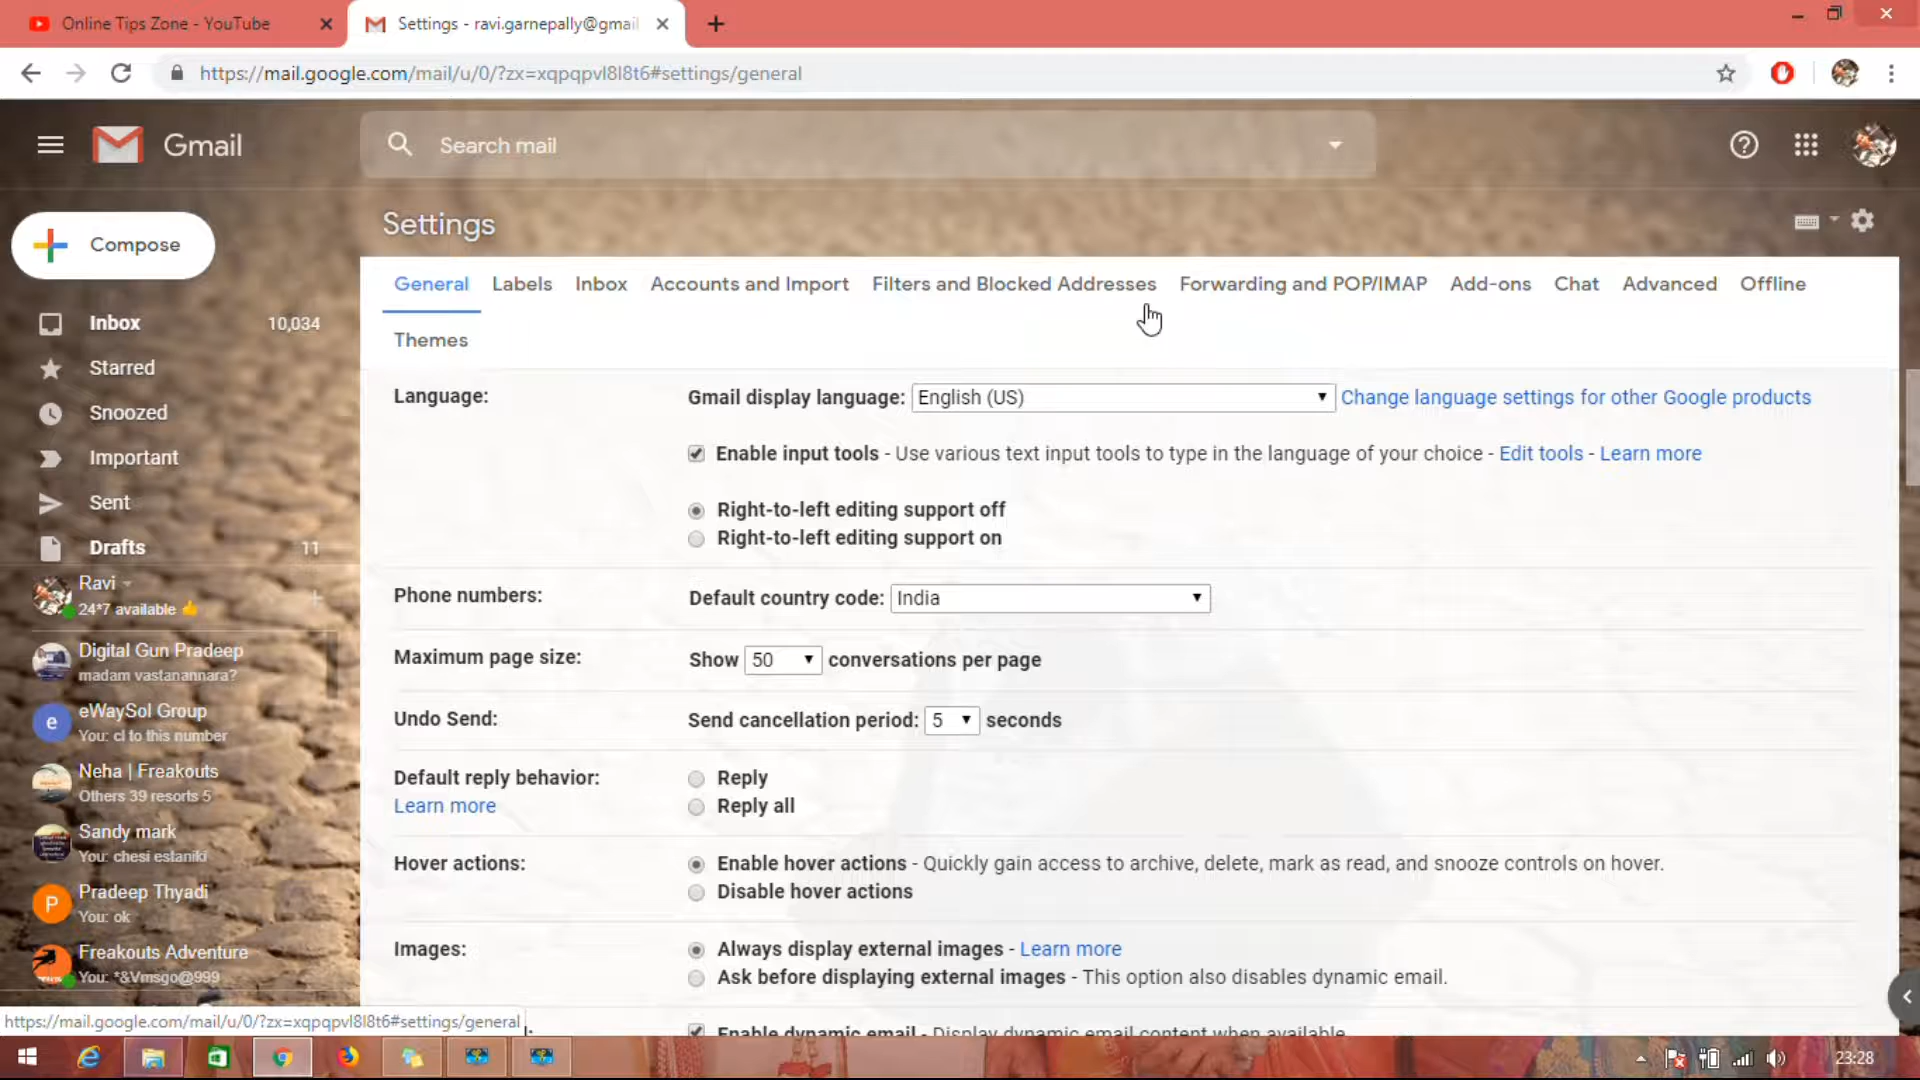 Online Tips Zone - YouTube
Settings - ravi.garnepally@gmai
https://mail.google.com/mail/u/0/?zx=xqpqpvl8l8t6#settings/general
Gmail
Search mail
Compose
Settings
General Labels Inbox Accounts and Import Filters and Blocked Addresses Forwarding and POP/IMAP Add-ons Chat Advanced Offline
Themes
Inbox 10,034
Starred
Snoozed
Important
Sent
Drafts 11
Ravi
24*7 available 👍
Digital Gun Pradeep
madam vastanannara?
eWaySol Group
e
You: cl to this number
Neha | Freakouts
Others 39 resorts 5
Sandy mark
You: chesi estaniki
Pradeep Thyadi
P
You: ok
Freakouts Adventure
You: *&Vmsgo@999
Language:
Gmail display language: English (US) Change language settings for other Google products
Enable input tools - Use various text input tools to type in the language of your choice - Edit tools - Learn more
Right-to-left editing support off
Right-to-left editing support on
Phone numbers: Default country code: India
Maximum page size: Show 50 conversations per page
Undo Send: Send cancellation period: 5 seconds
Default reply behavior: Reply
Learn more Reply all
Hover actions: Enable hover actions - Quickly gain access to archive, delete, mark as read, and snooze controls on hover.
Disable hover actions
Images: Always display external images - Learn more
Ask before displaying external images - This option also disables dynamic email.
Enable dynamic email - Display dynamic email content when available.
https://mail.google.com/mail/u/0/?zx=xqpqpvl8l8t6#settings/general
23:28